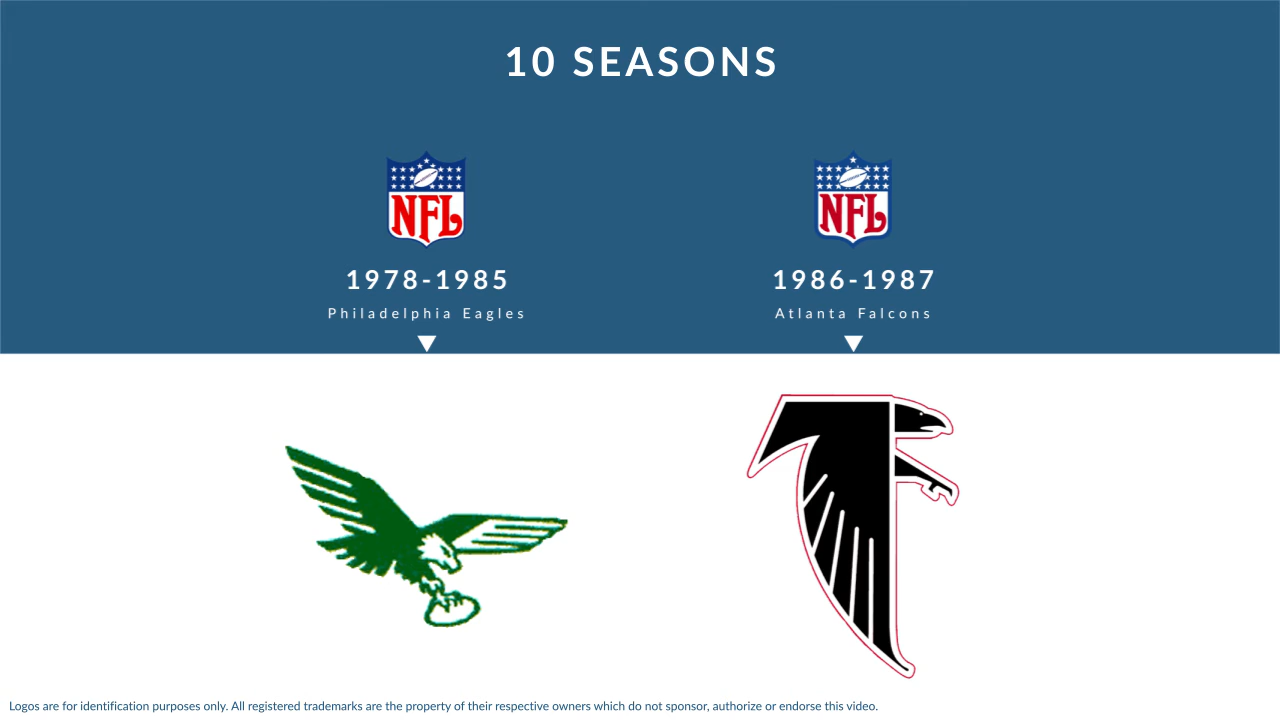 10 SEASONS
NFL
NFL
1978-1985
1986-1987
Philadelphia Eagles
Atlanta Falcons
Logos are for identification purposes only. All registered trademarks are the property of their respective owners which do not sponsor, authorize or endorse this video.